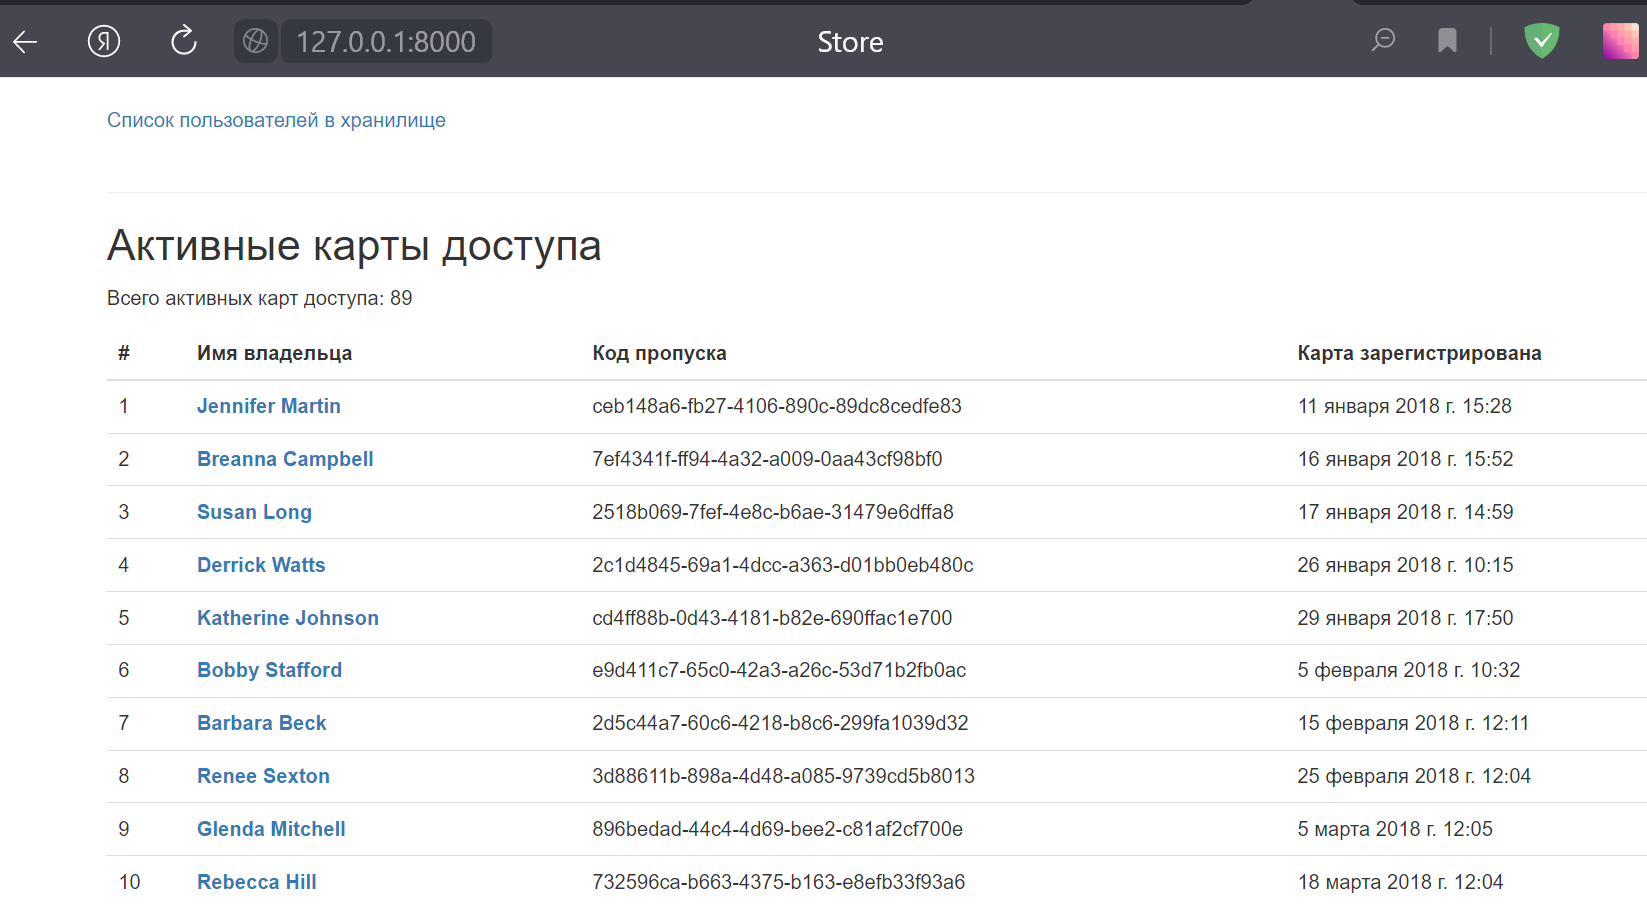 127.0.0.1:8000
Store
Список пользователей в хранилище
Активные карты доступа
Всего активных карт доступа: 89
# Имя владельца Код пропуска Карта зарегистрирована
1 Jennifer Martin ceb148a6-fb27-4106-890c-89dc8cedfe83 11 января 2018 г. 15:28
2 Breanna Campbell 7ef4341f-ff94-4a32-a009-0aa43cf98bf0 16 января 2018 г. 15:52
3 Susan Long 2518b069-7fef-4e8c-b6ae-31479e6dffa8 17 января 2018 г. 14:59
4 Derrick Watts 2c1d4845-69a1-4dcc-a363-d01bb0eb480c 26 января 2018 г. 10:15
5 Katherine Johnson cd4ff88b-0d43-4181-b82e-690ffac1e700 29 января 2018 г. 17:50
6 Bobby Stafford e9d411c7-65c0-42a3-a26c-53d71b2fb0ac 5 февраля 2018 г. 10:32
7 Barbara Beck 2d5c44a7-60c6-4218-b8c6-299fa1039d32 15 февраля 2018 г. 12:11
8 Renee Sexton 3d88611b-898a-4d48-a085-9739cd5b8013 25 февраля 2018 г. 12:04
9 Glenda Mitchell 896bedad-44c4-4d69-bee2-c81af2cf700e 5 марта 2018 г. 12:05
10 Rebecca Hill 732596ca-b663-4375-b163-e8efb33f93a6 18 марта 2018 г. 12:04